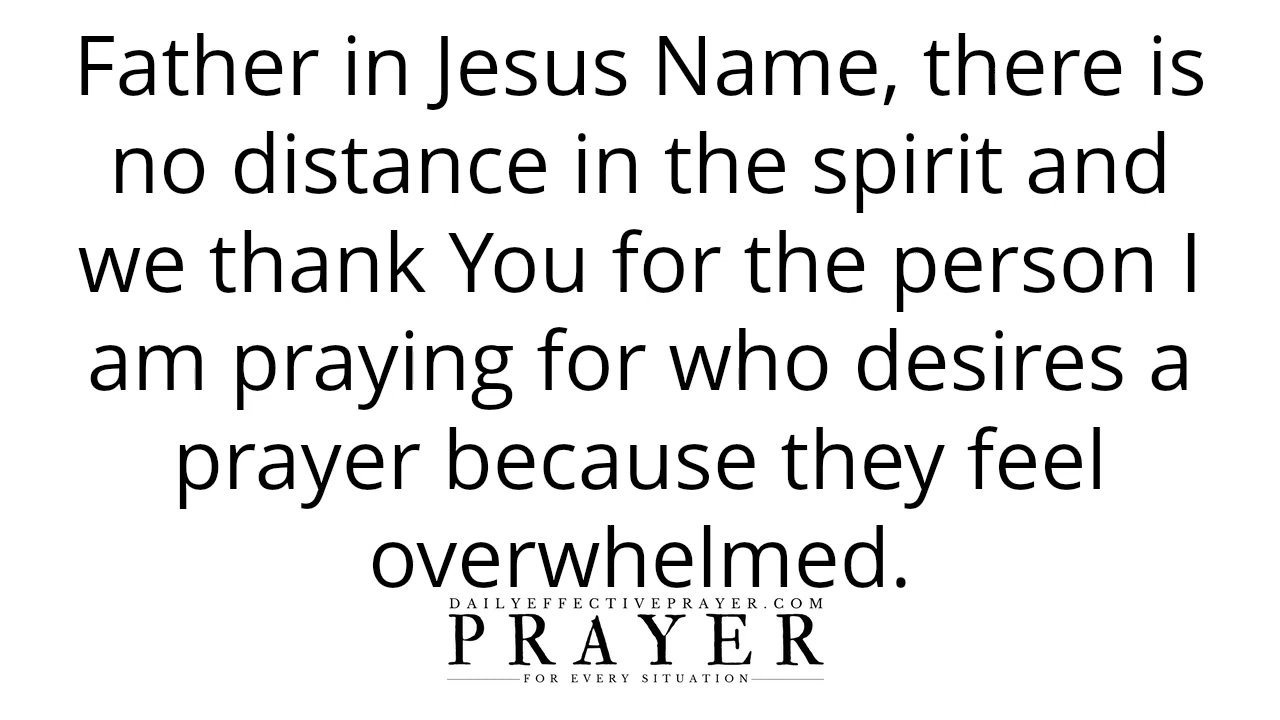 Father in Jesus Name, there is
no distance in the spirit and
we thank You for the person I
am praying for who desires a
prayer because they feel
overwhelmed.
DAILYEFFECTIVEPRAYER.COM
PRAYER
FOR EVERY SITUATION